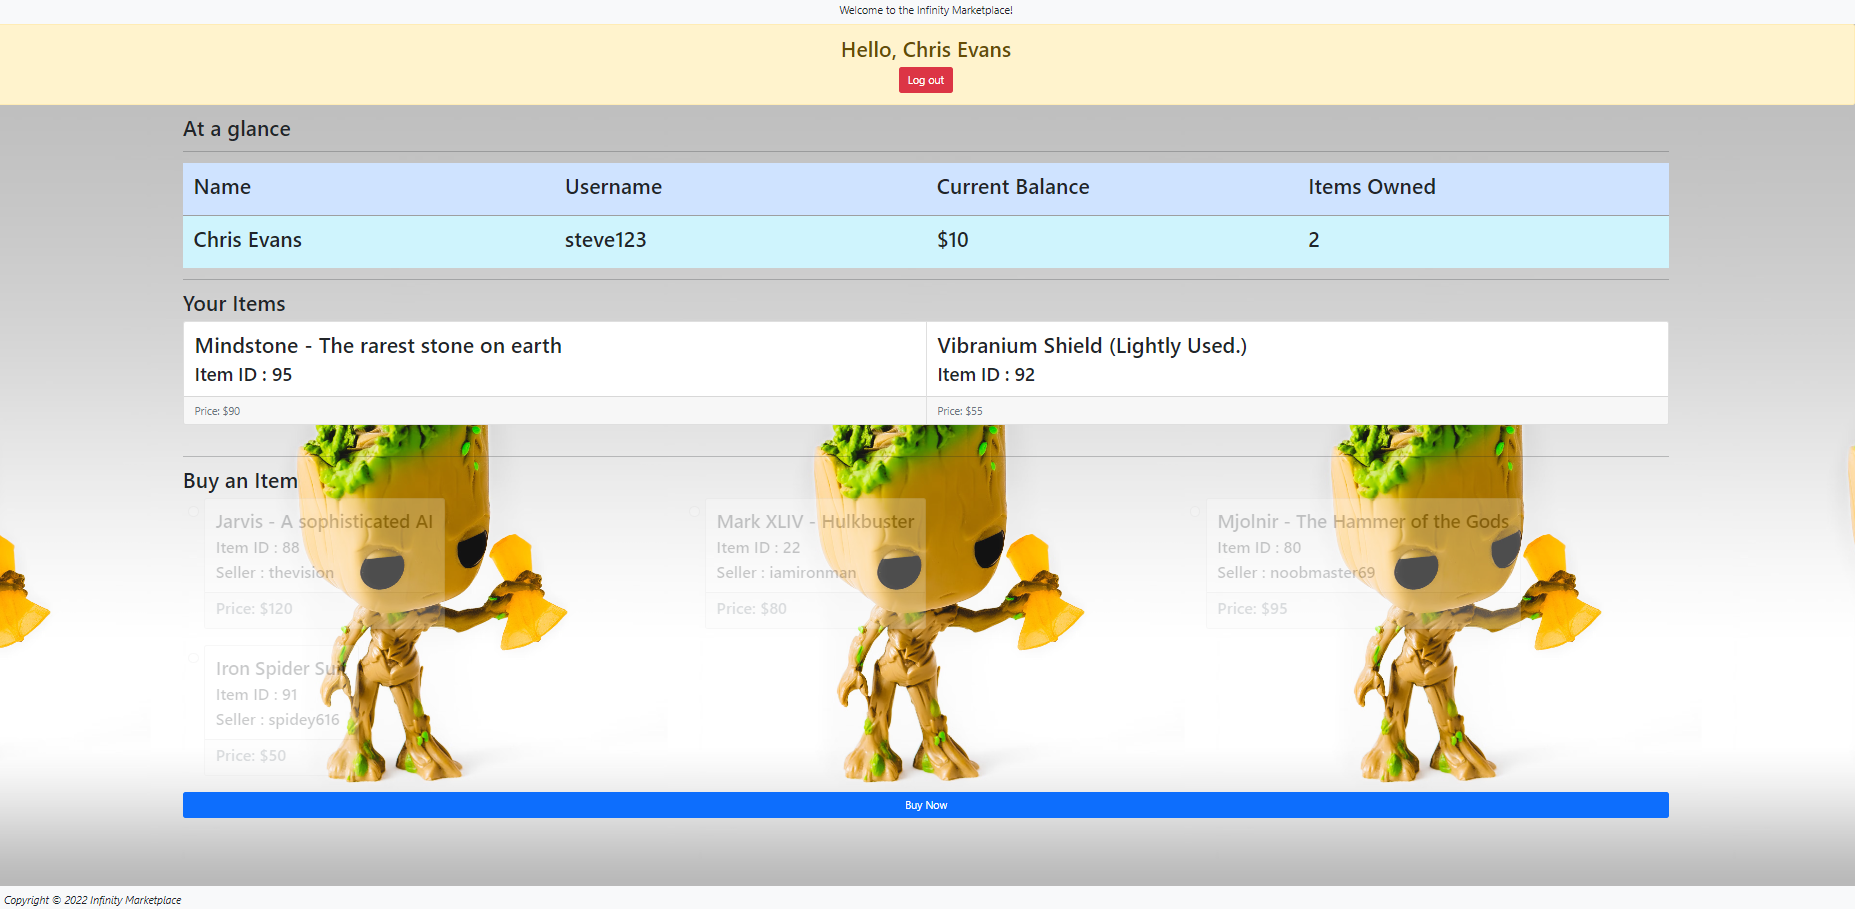 Welcome to the Infinity Marketplace!
Hello, Chris Evans
Log out
At a glance
Name Username Current Balance Items Owned
Chris Evans steve123 $10 2
Your Items
Mindstone - The rarest stone on earth
Item ID : 95
Price: $90
Vibranium Shield (Lightly Used.)
Item ID : 92
Price: $55
Buy an Item
Jarvis - A sophisticated AI
Item ID : 88
Seller : thevision
Price: $120
Mark XLIV - Hulkbuster
Item ID : 22
Seller : iamironman
Price: $80
Mjolnir - The Hammer of the Gods
Item ID : 80
Seller : noobmaster69
Price: $95
Iron Spider Suit
Item ID : 91
Seller : spidey616
Price: $50
Buy Now
Copyright © 2022 Infinity Marketplace